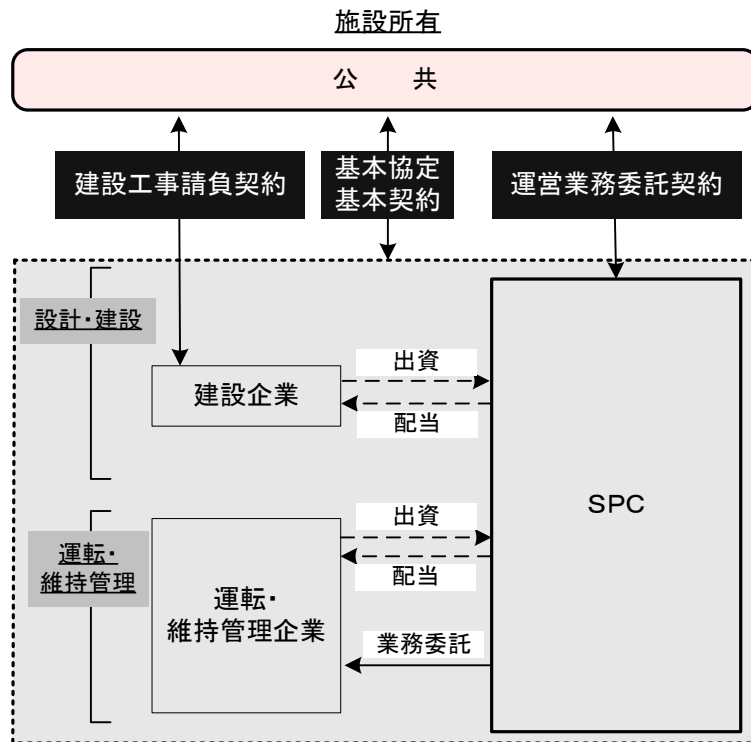 施設所有
公　　共
建設工事請負契約
基本協定
基本契約
運営業務委託契約
設計・建設
建設企業
出資
配当
SPC
運転・
維持管理
運転・
維持管理企業
出資
配当
業務委託